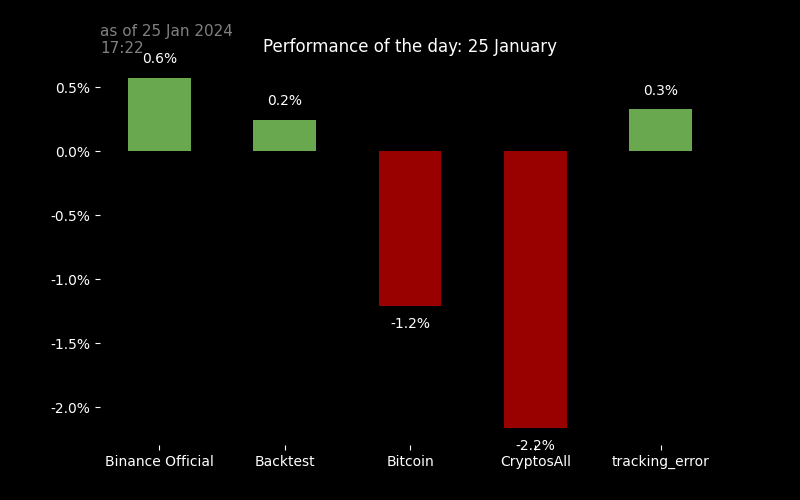 as of 25 Jan 2024
17:22
Performance of the day: 25 January
0.6%
0.2%
0.3%
-1.2%
-2.2%
0.5%
0.0%
-0.5%
-1.0%
-1.5%
-2.0%
Binance Official
Backtest
Bitcoin
CryptosAll
tracking_error